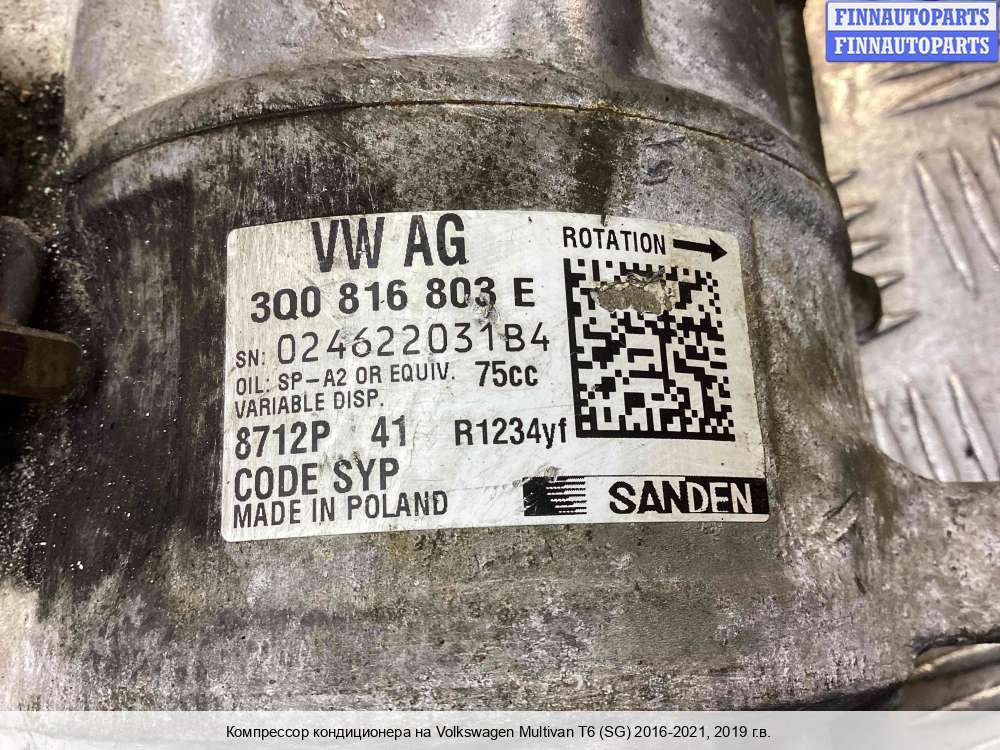 FINNAUTOPARTS
FINNAUTOPARTS
VW AG
ROTATION
3Q0 816 803 E
SN: 024622031B4
OIL: SP-A2 OR EQUIV. 75cc
VARIABLE DISP.
8712P 41 R1234yf
CODE SYP
MADE IN POLAND
SANDEN
Компрессор кондиционера на Volkswagen Multivan T6 (SG) 2016-2021, 2019 г.в.